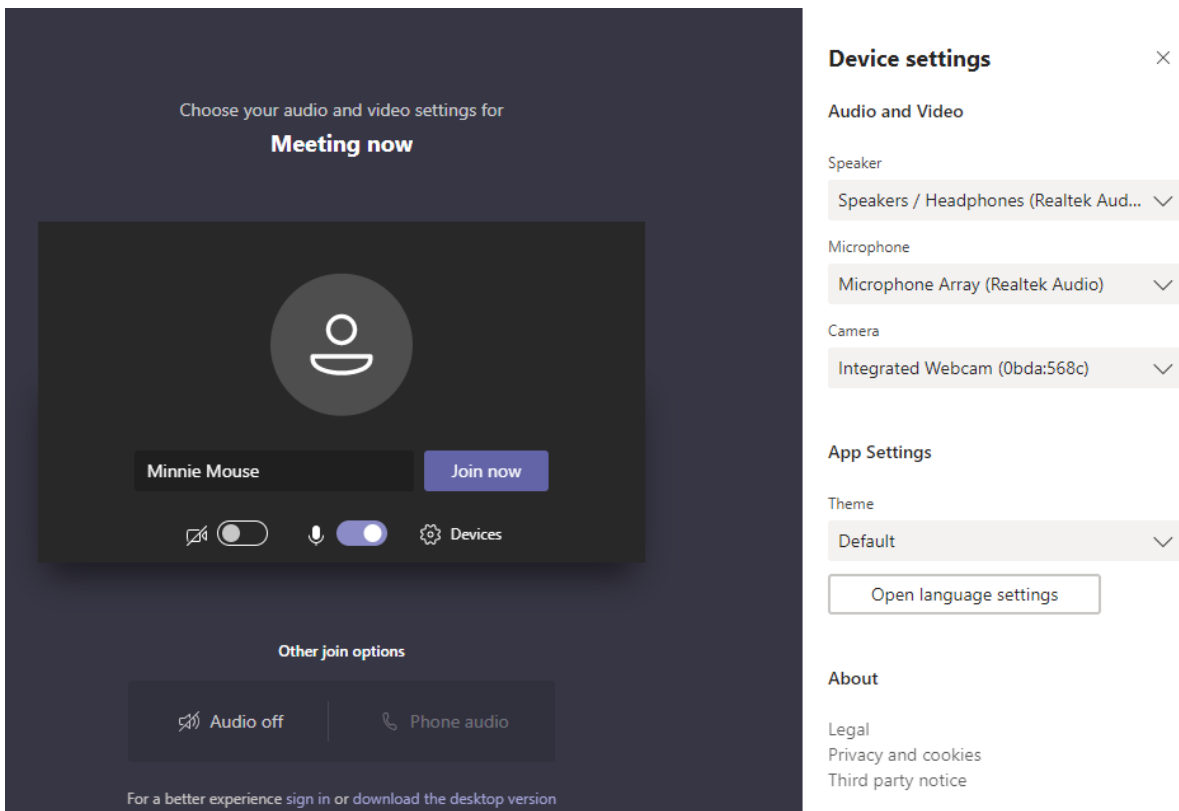 Choose your audio and video settings for
Meeting now
Minnie Mouse
Join now
Devices
Other join options
Audio off
Phone audio
For a better experience sign in or download the desktop version
Device settings
Audio and Video
Speaker
Speakers / Headphones (Realtek Aud...
Microphone
Microphone Array (Realtek Audio)
Camera
Integrated Webcam (0bda:568c)
App Settings
Theme
Default
Open language settings
About
Legal
Privacy and cookies
Third party notice